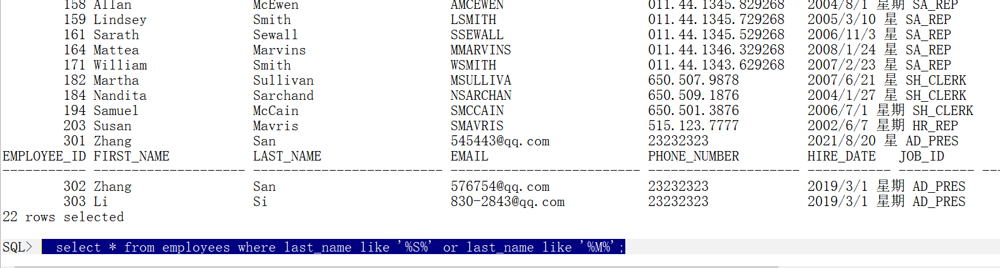 158 Allan McEwen AMCEWEN 011.44.1345.829268 2004/8/1 星期 SA_REP
159 Lindsey Smith LSMITH 011.44.1345.729268 2005/3/10 星 SA_REP
161 Sarath Sewall SSEWALL 011.44.1345.529268 2006/11/3 星 SA_REP
164 Mattea Marvins MMARVINS 011.44.1346.329268 2008/1/24 星 SA_REP
171 William Smith WSMITH 011.44.1343.629268 2007/2/23 星 SA_REP
182 Martha Sullivan MSULLIVA 650.507.9878 2007/6/21 星 SH_CLERK
184 Nandita Sarchand NSARCHAN 650.509.1876 2004/1/27 星 SH_CLERK
194 Samuel McCain SMCCAIN 650.501.3876 2006/7/1 星期 SH_CLERK
203 Susan Mavris SMAVRIS 515.123.7777 2002/6/7 星期 HR_REP
301 Zhang San 545443@qq.com 23232323 2021/8/20 星 AD_PRES
EMPLOYEE_ID FIRST_NAME LAST_NAME EMAIL PHONE_NUMBER HIRE_DATE JOB_ID
----------- -------------------- ------------------------- ------------------------- -------------------- ----------- ---------- ---
302 Zhang San 576754@qq.com 23232323 2019/3/1 星期 AD_PRES
303 Li Si 830-2843@qq.com 23232323 2019/3/1 星期 AD_PRES
22 rows selected
SQL> select * from employees where last_name like '%S%' or last_name like '%M%';